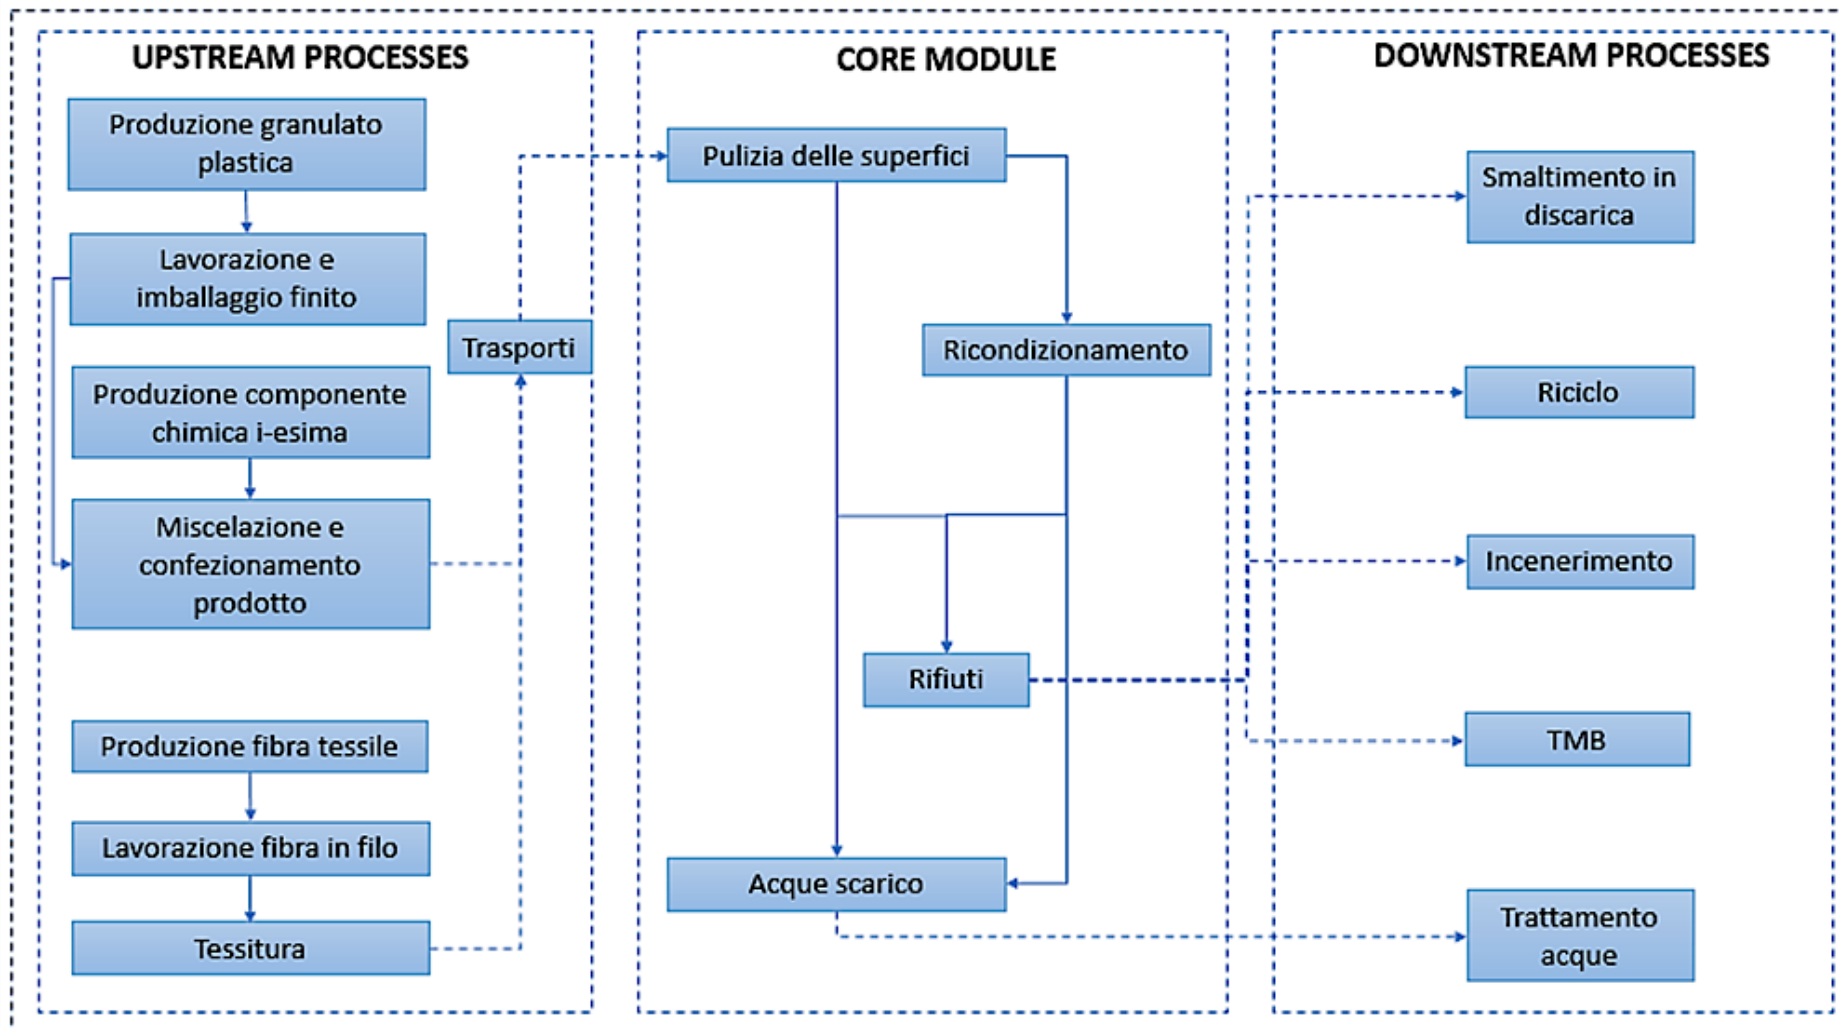 UPSTREAM PROCESSES
Produzione granulato
plastica
Lavorazione e
imballaggio finito
Trasporti
Produzione componente
chimica i-esima
Miscelazione e
confezionamento
prodotto
Produzione fibra tessile
Lavorazione fibra in filo
Tessitura
CORE MODULE
Pulizia delle superfici
Ricondizionamento
Rifiuti
Acque scarico
DOWNSTREAM PROCESSES
Smaltimento in
discarica
Riciclo
Incenerimento
TMB
Trattamento
acque